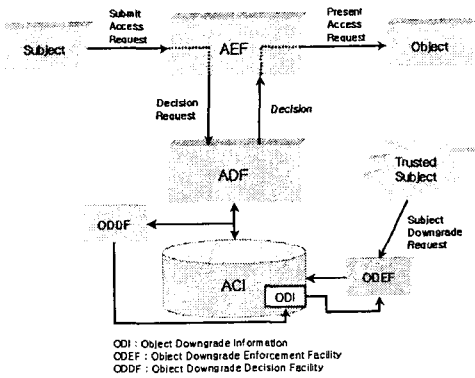 Submit
Access
Request
Present
Access
Request
Subject
AEF
Object
Decision
Request
Decision
ADF
Trusted
Subject
ODDF
Subject
Downgrade
Request
ACI
ODI
ODEF
ODI : Object Downgrade Information
ODEF : Object Downgrade Enforcement Facility
ODDF : Object Downgrade Decision Facility